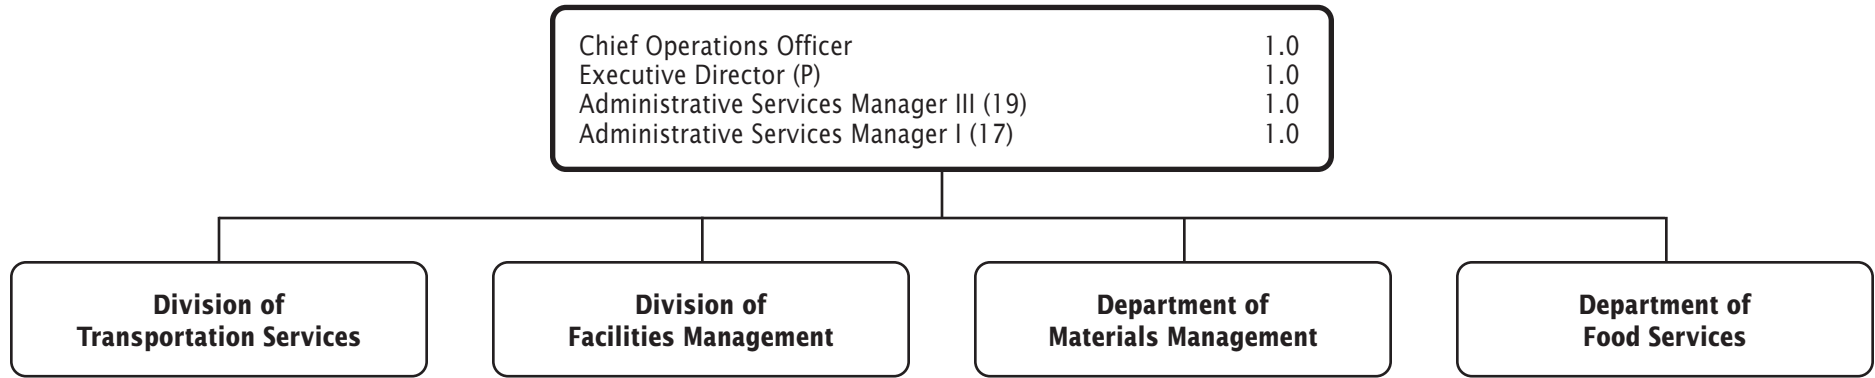 Chief Operations Officer 1.0
Executive Director (P) 1.0
Administrative Services Manager III (19) 1.0
Administrative Services Manager I (17) 1.0
Division of
Transportation Services
Division of
Facilities Management
Department of
Materials Management
Department of
Food Services